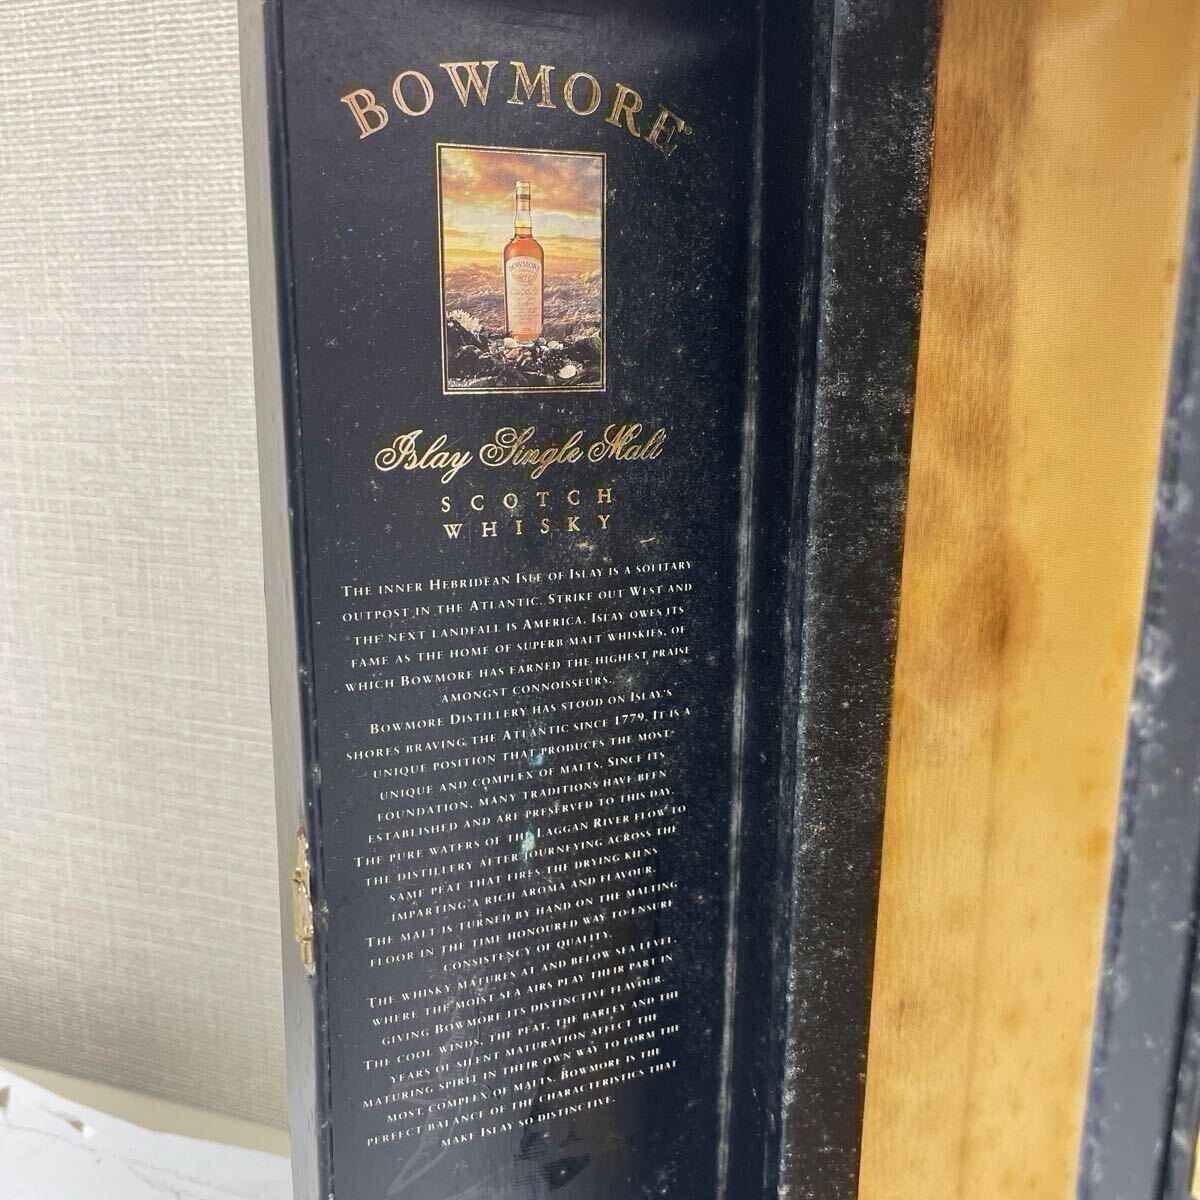 BOWMORE
BOWMORE
Islay Single Malt
SCOTCH
WHISKY
THE INNER HEBRIDEAN ISLE OF ISLAY IS A SOLITARY
OUTPOST IN THE ATLANTIC. STRIKE OUT WEST AND
THE NEXT LANDFALL IS AMERICA. ISLAY OWES ITS
FAME AS THE HOME OF SUPERB MALT WHISKIES, OF
WHICH BOWMORE HAS EARNED THE HIGHEST PRAISE
AMONGST CONNOISSEURS.
BOWMORE DISTILLERY HAS STOOD ON ISLAY'S
SHORES BRAVING THE ATLANTIC SINCE 1779. IT IS A
UNIQUE POSITION THAT PRODUCES THE MOST
UNIQUE AND COMPLEX OF MALTS. SINCE ITS
FOUNDATION, MANY TRADITIONS HAVE BEEN
ESTABLISHED AND ARE PRESERVED TO THIS DAY.
THE PURE WATERS OF THE LAGGAN RIVER FLOW TO
THE DISTILLERY AFTER JOURNEYING ACROSS THE
SAME PEAT THAT FIRES THE DRYING KILNS
IMPARTING A RICH AROMA AND FLAVOUR.
THE MALT IS TURNED BY HAND ON THE MALTING
FLOOR IN THE TIME HONOURED WAY TO ENSURE
CONSISTENCY OF QUALITY.
THE WHISKY MATURES AT AND BELOW SEA LEVEL,
WHERE THE MOIST SEA AIRS PLAY THEIR PART IN
GIVING BOWMORE ITS DISTINCTIVE FLAVOUR.
THE COOL WINDS, THE PEAT, THE BARLEY AND THE
YEARS OF SILENT MATURATION AFFECT THE
MATURING SPIRIT IN THEIR OWN WAY TO FORM THE
MOST COMPLEX OF MALTS. BOWMORE IS THE
PERFECT BALANCE OF THE CHARACTERISTICS THAT
MAKE ISLAY SO DISTINCTIVE.